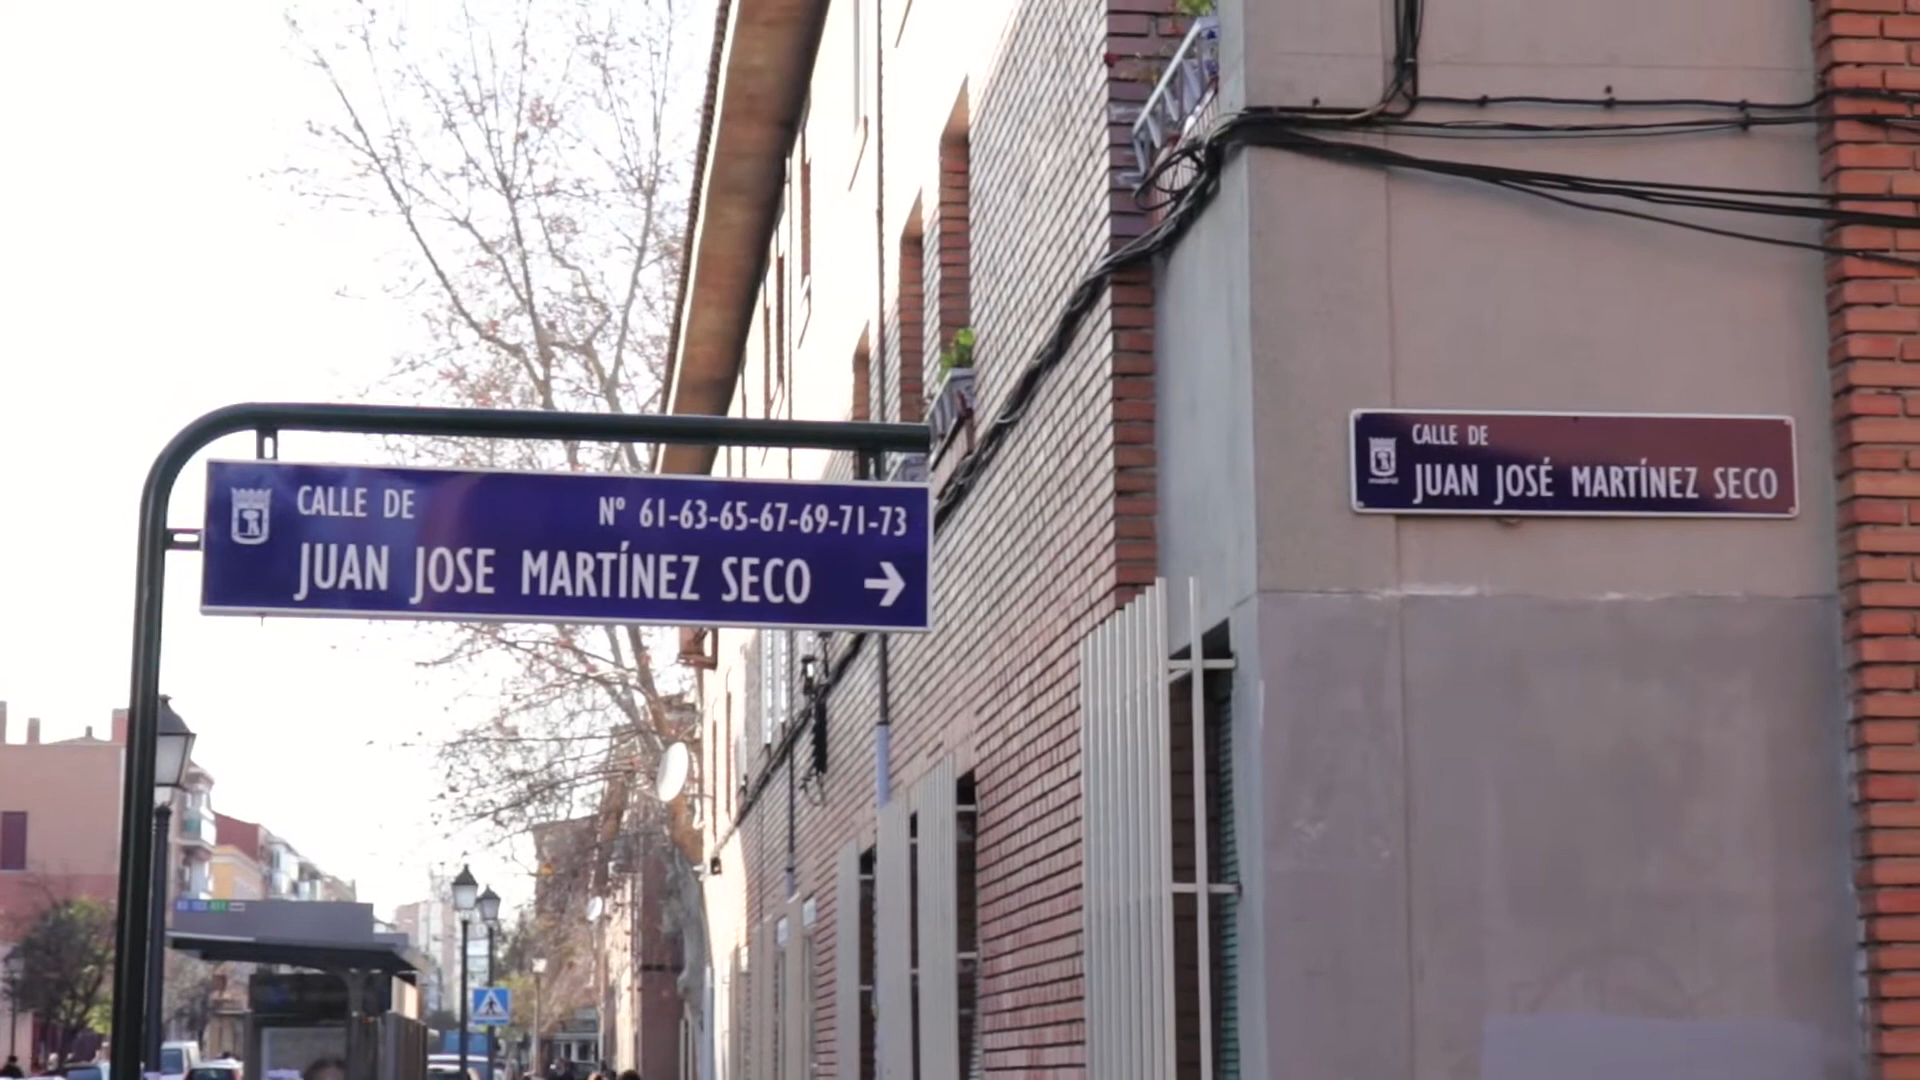 CALLE DE Nº 61-63-65-67-69-71-73
JUAN JOSE MARTÍNEZ SECO
CALLE DE
JUAN JOSÉ MARTÍNEZ SECO